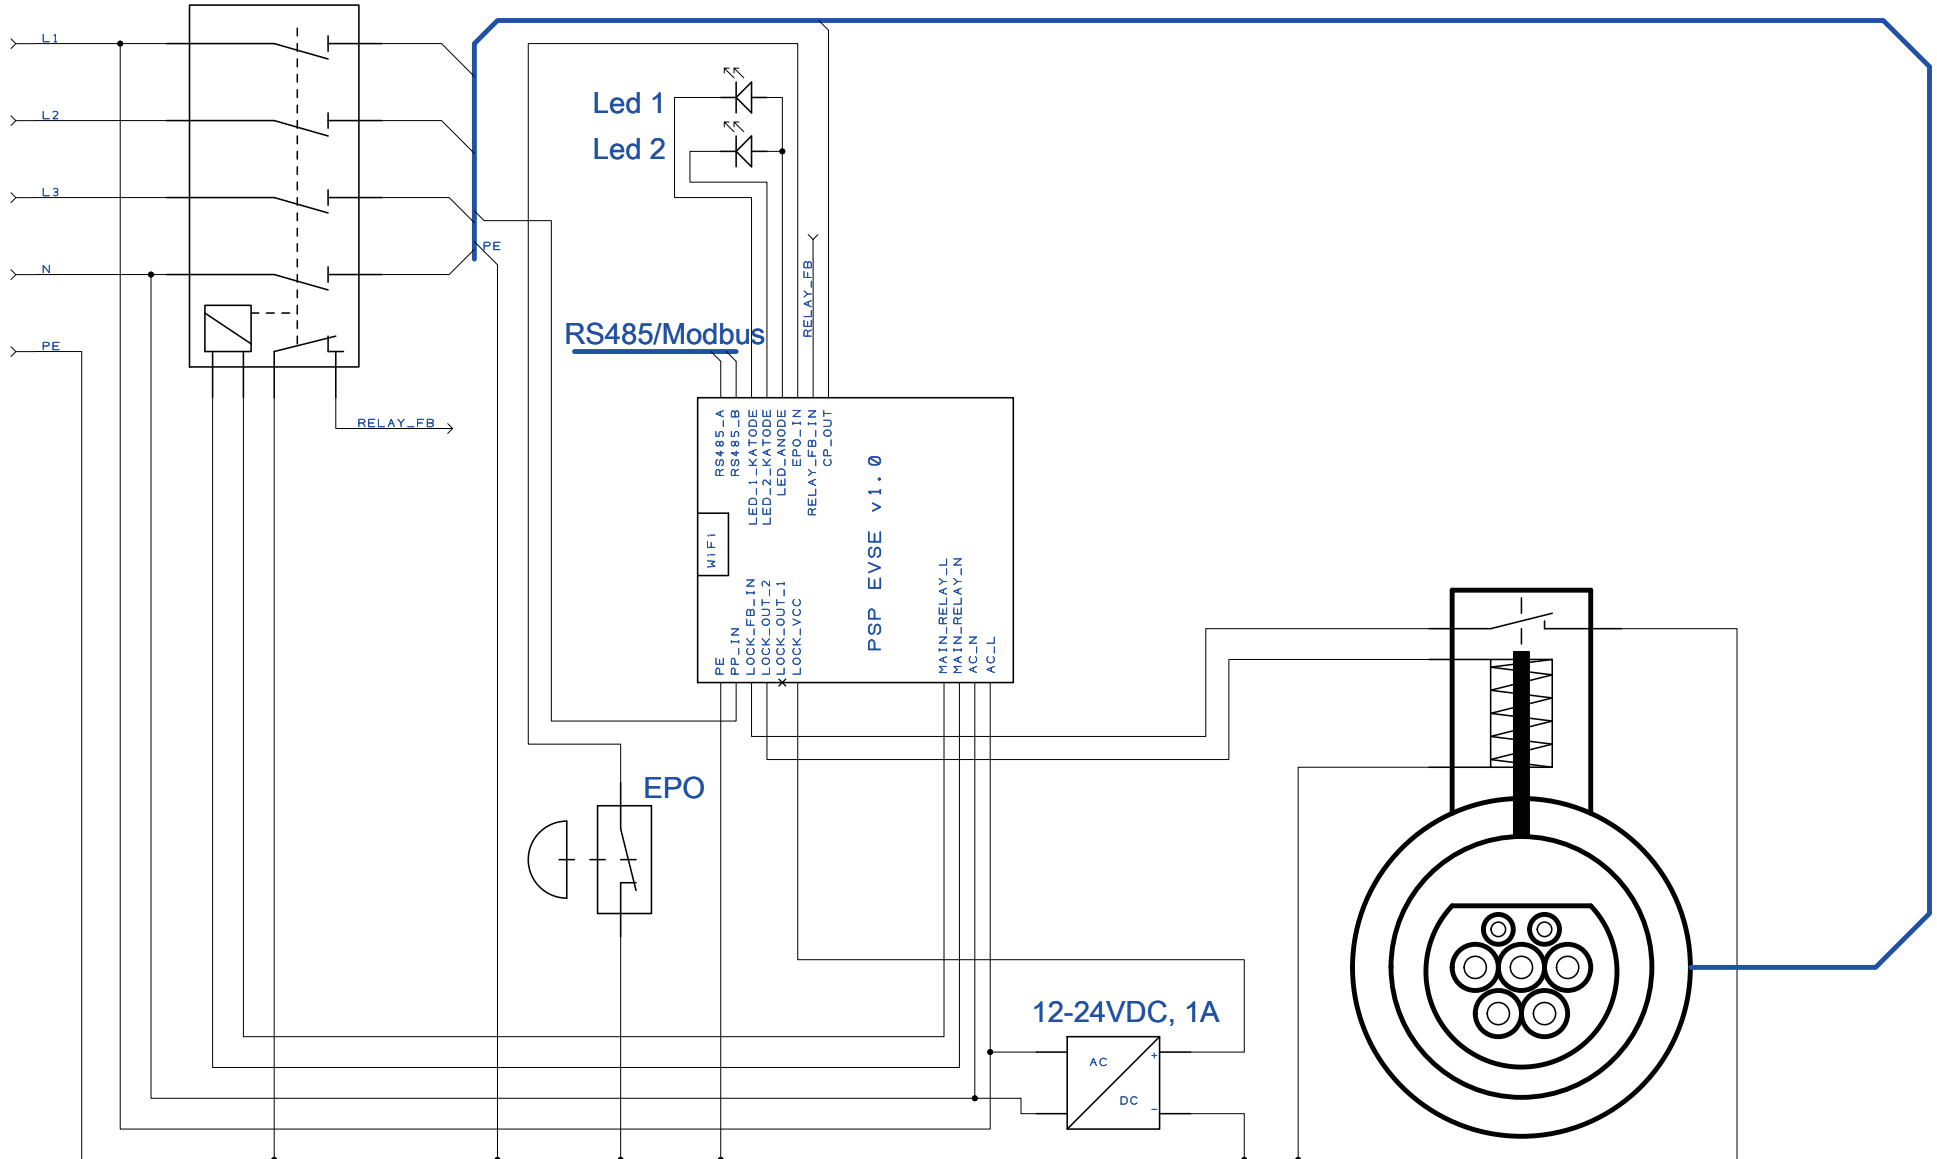 L1
L2
L3
N
PE
PE
RELAY_FB
Led 1
Led 2
RELAY_FB
RS485/Modbus
RS485_A
RS485_B
LED_1_KATODE
LED_2_KATODE
LED_ANODE
EPO_IN
RELAY_FB_IN
CP_OUT
WiFi
PSP EVSE v1.0
PE
PP_IN
LOCK_FB_IN
LOCK_OUT_2
LOCK_OUT_1
LOCK_VCC
MAIN_RELAY_L
MAIN_RELAY_N
AC_N
AC_L
EPO
12-24VDC, 1A
AC
+
DC
-